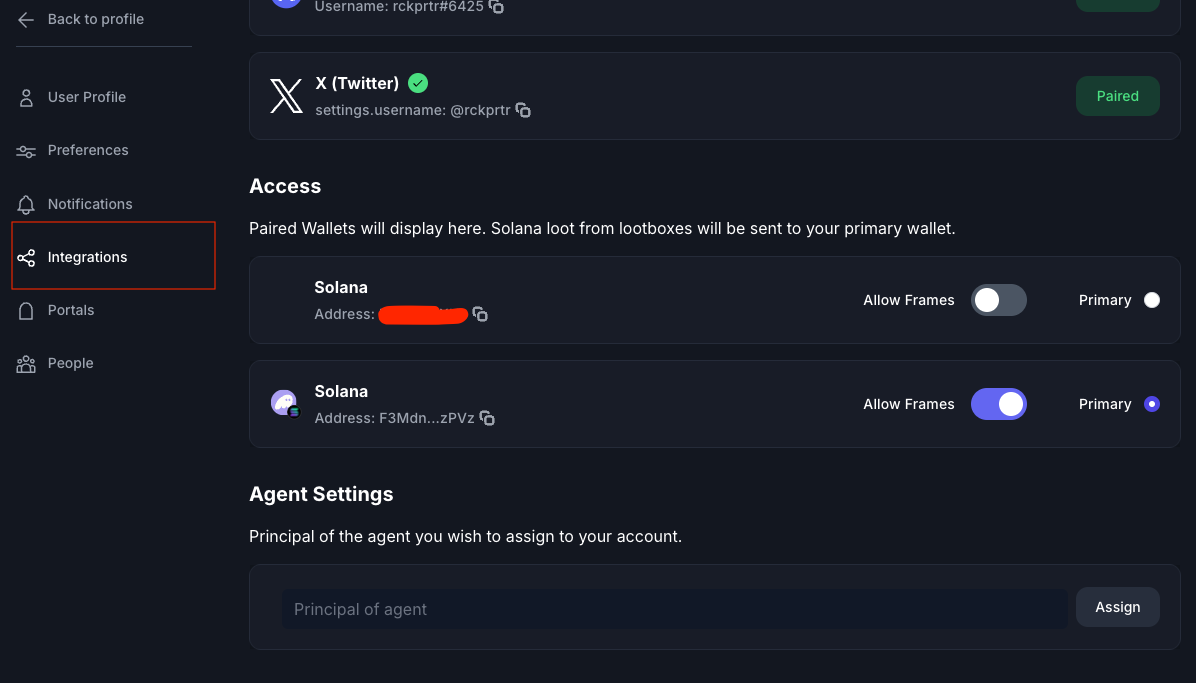 Back to profile
User Profile
Preferences
Notifications
Integrations
Portals
People
Username: rckprtr#6425
X (Twitter)
settings.username: @rckprtr
Paired
Access
Paired Wallets will display here. Solana loot from lootboxes will be sent to your primary wallet.
Solana
Address:
Allow Frames
Primary
Solana
Address: F3Mdn...zPVz
Allow Frames
Primary
Agent Settings
Principal of the agent you wish to assign to your account.
Principal of agent
Assign